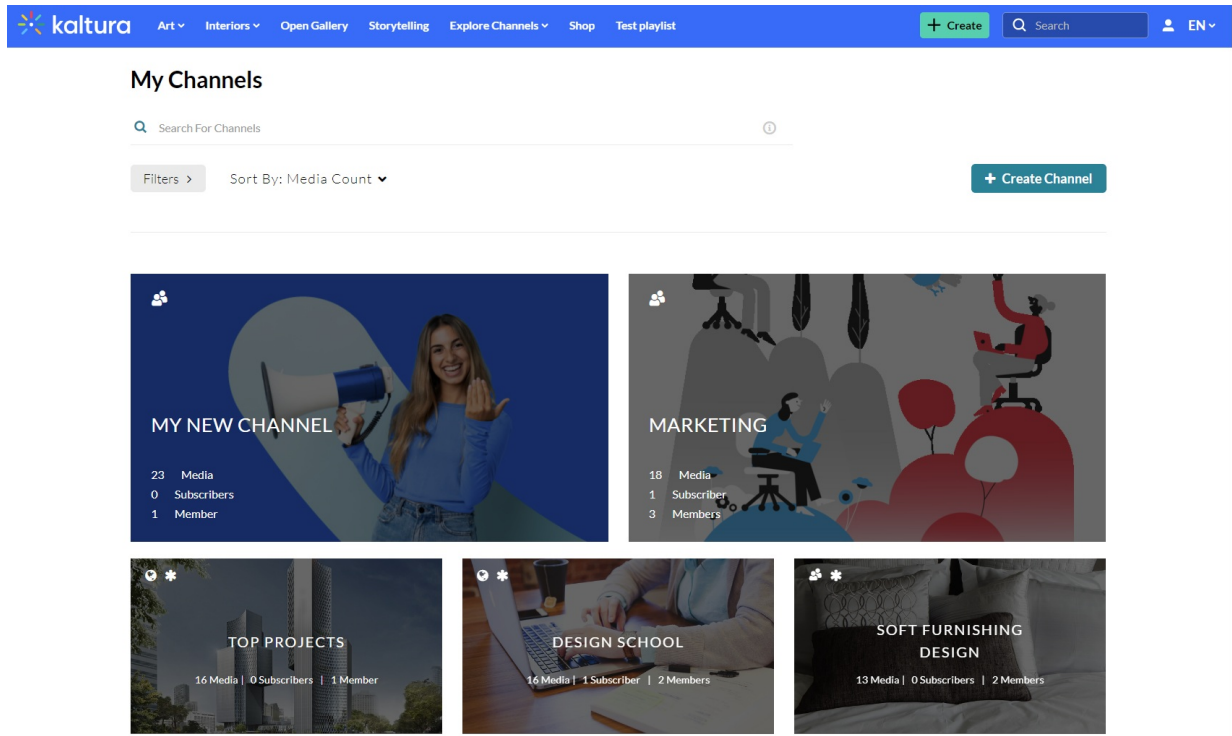 kaltura Art Interiors Open Gallery Storytelling Explore Channels Shop Test playlist + Create Search EN
My Channels
Search For Channels
Filters > Sort By: Media Count + Create Channel
MY NEW CHANNEL
23 Media
0 Subscribers
1 Member
MARKETING
18 Media
1 Subscriber
3 Members
TOP PROJECTS
16 Media | 0 Subscribers | 1 Member
DESIGN SCHOOL
16 Media | 1 Subscriber | 2 Members
SOFT FURNISHING
DESIGN
13 Media | 0 Subscribers | 2 Members